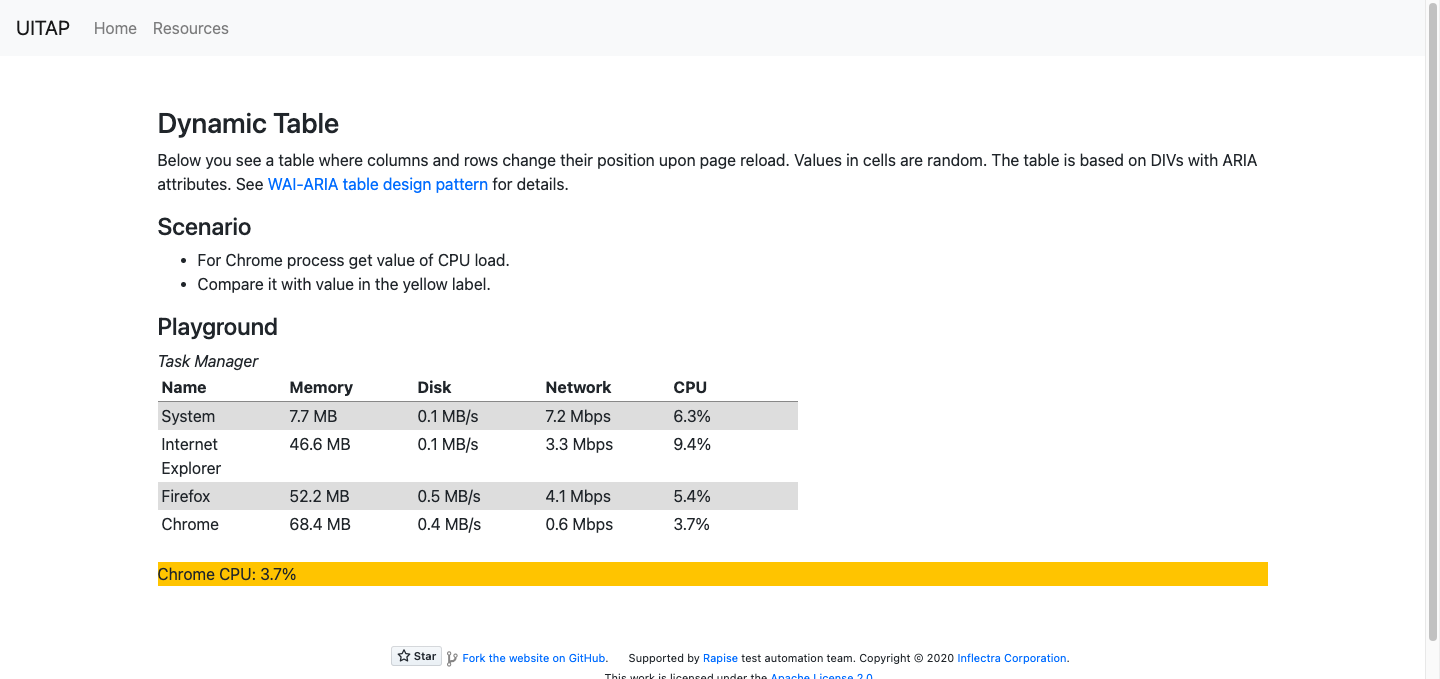 UITAP Home Resources
Dynamic Table
Below you see a table where columns and rows change their position upon page reload. Values in cells are random. The table is based on DIVs with ARIA
attributes. See WAI-ARIA table design pattern for details.
Scenario
• For Chrome process get value of CPU load.
• Compare it with value in the yellow label.
Playground
Task Manager
Name Memory Disk Network CPU
System 7.7 MB 0.1 MB/s 7.2 Mbps 6.3%
Internet Explorer 46.6 MB 0.1 MB/s 3.3 Mbps 9.4%
Firefox 52.2 MB 0.5 MB/s 4.1 Mbps 5.4%
Chrome 68.4 MB 0.4 MB/s 0.6 Mbps 3.7%
Chrome CPU: 3.7%
Star Fork the website on GitHub. Supported by Rapise test automation team. Copyright © 2020 Inflectra Corporation.
This work is licensed under the Apache License 2.0